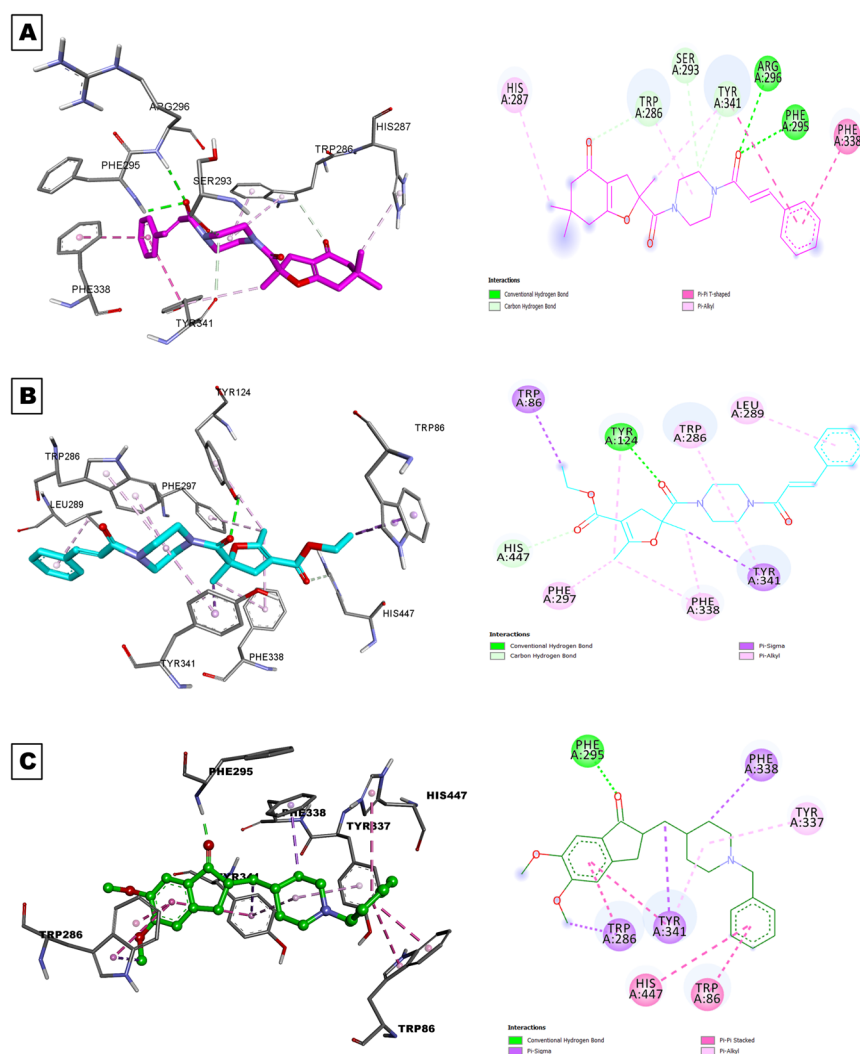 A
ARG296
HIS287
TRP286
PHE295
SER293
PHE338
TYR341
SER
A:293
ARG
A:296
HIS
A:287
TRP
A:286
TYR
A:341
PHE
A:295
PHE
A:338
Interactions
Conventional Hydrogen Bond
Carbon Hydrogen Bond
Pi-Pi T-shaped
Pi-Alkyl
B
TYR124
TRP86
TRP286
PHE297
LEU289
HIS447
TYR341
PHE338
TRP
A:86
LEU
A:289
TYR
A:124
TRP
A:286
HIS
A:447
TYR
A:341
PHE
A:297
PHE
A:338
Interactions
Conventional Hydrogen Bond
Carbon Hydrogen Bond
Pi-Sigma
Pi-Alkyl
C
PHE295
HIS447
PHE338
TYR337
TYR341
TRP286
TRP86
PHE
A:295
PHE
A:338
TYR
A:337
TRP
A:286
TYR
A:341
HIS
A:447
TRP
A:86
Interactions
Conventional Hydrogen Bond
Pi-Sigma
Pi-Pi Stacked
Pi-Alkyl